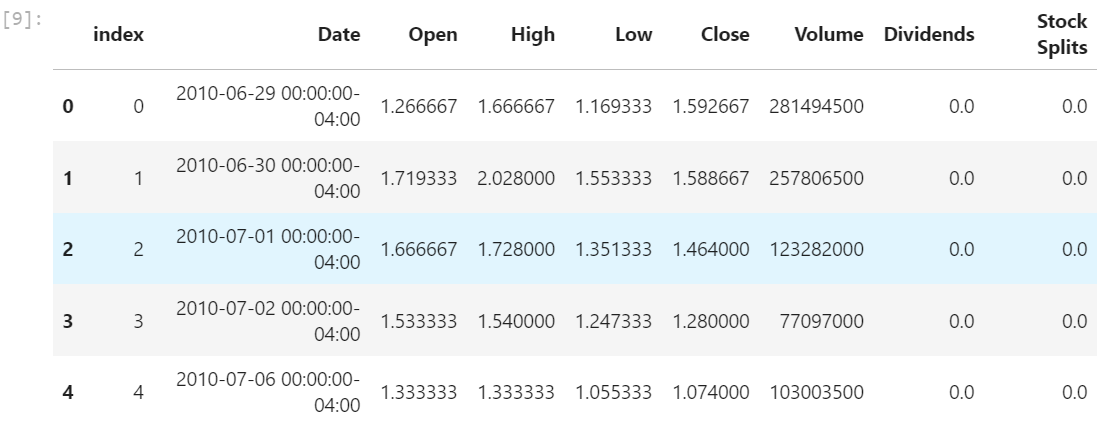 [9]:
index Date Open High Low Close Volume Dividends Stock Splits
0 0 2010-06-29 00:00:00-04:00 1.266667 1.666667 1.169333 1.592667 281494500 0.0 0.0
1 1 2010-06-30 00:00:00-04:00 1.719333 2.028000 1.553333 1.588667 257806500 0.0 0.0
2 2 2010-07-01 00:00:00-04:00 1.666667 1.728000 1.351333 1.464000 123282000 0.0 0.0
3 3 2010-07-02 00:00:00-04:00 1.533333 1.540000 1.247333 1.280000 77097000 0.0 0.0
4 4 2010-07-06 00:00:00-04:00 1.333333 1.333333 1.055333 1.074000 103003500 0.0 0.0